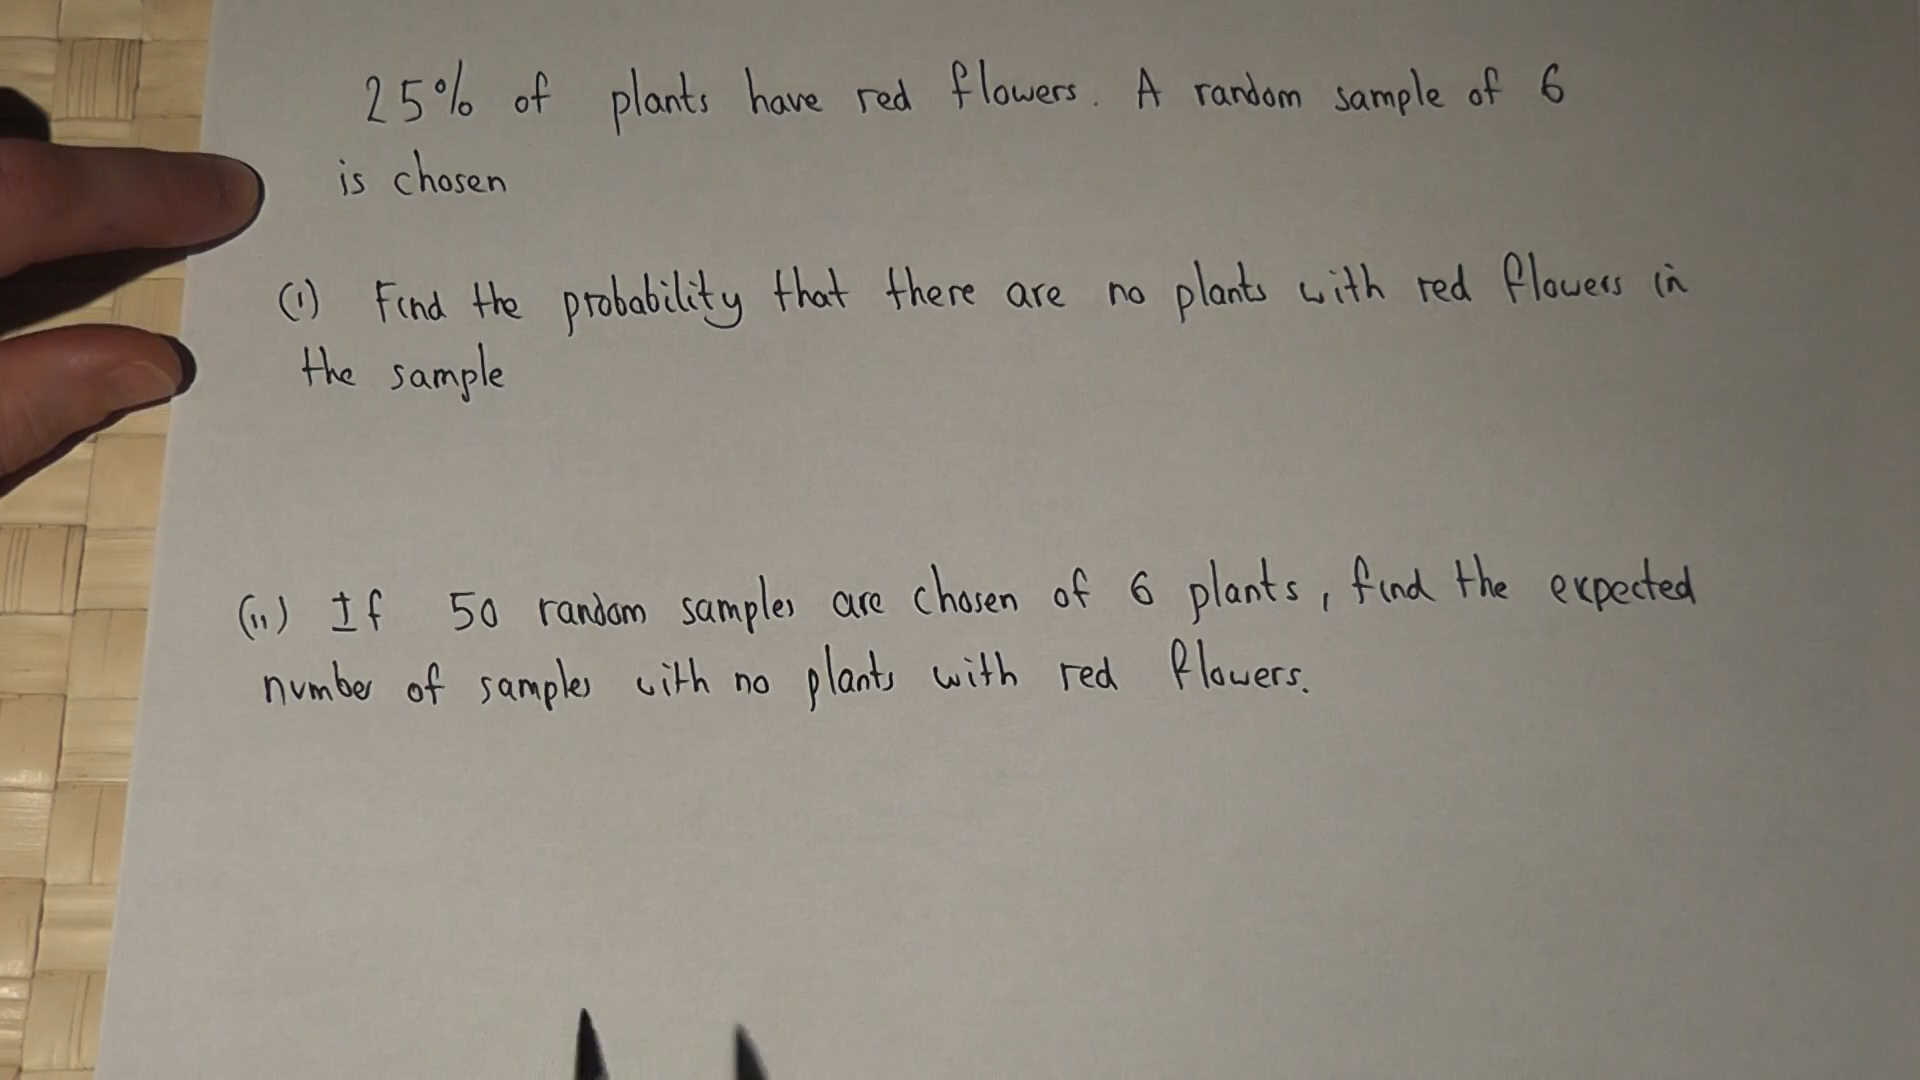 25% of plants have red flowers. A random sample of 6
is chosen
(i) Find the probability that there are no plants with red flowers in
the sample
(ii) If 50 random samples are chosen of 6 plants, find the expected
number of samples with no plants with red flowers.